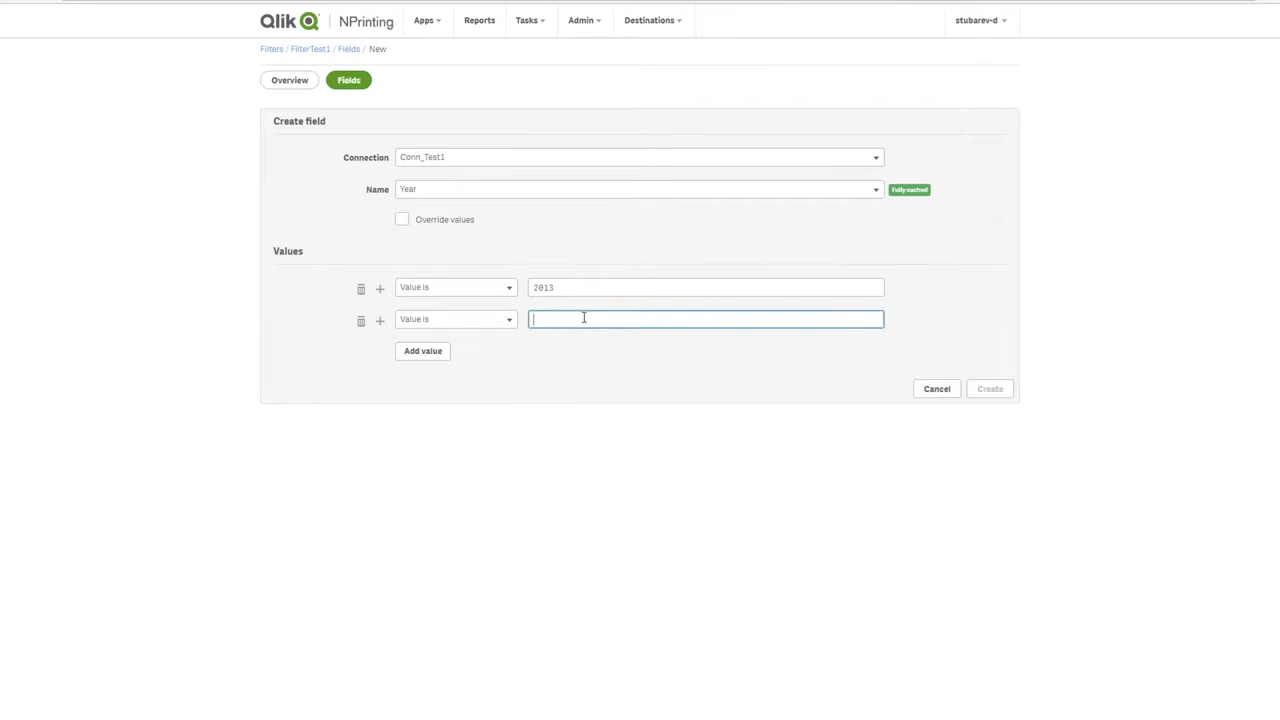 Qlik NPrinting Apps Reports Tasks Admin Destinations stubarev-d
Filters / FilterTest1 / Fields / New
Overview Fields
Create field
Connection Conn_Test1
Name Year Fully cached
Override values
Values
Value is 2013
Value is
Add value
Cancel Create